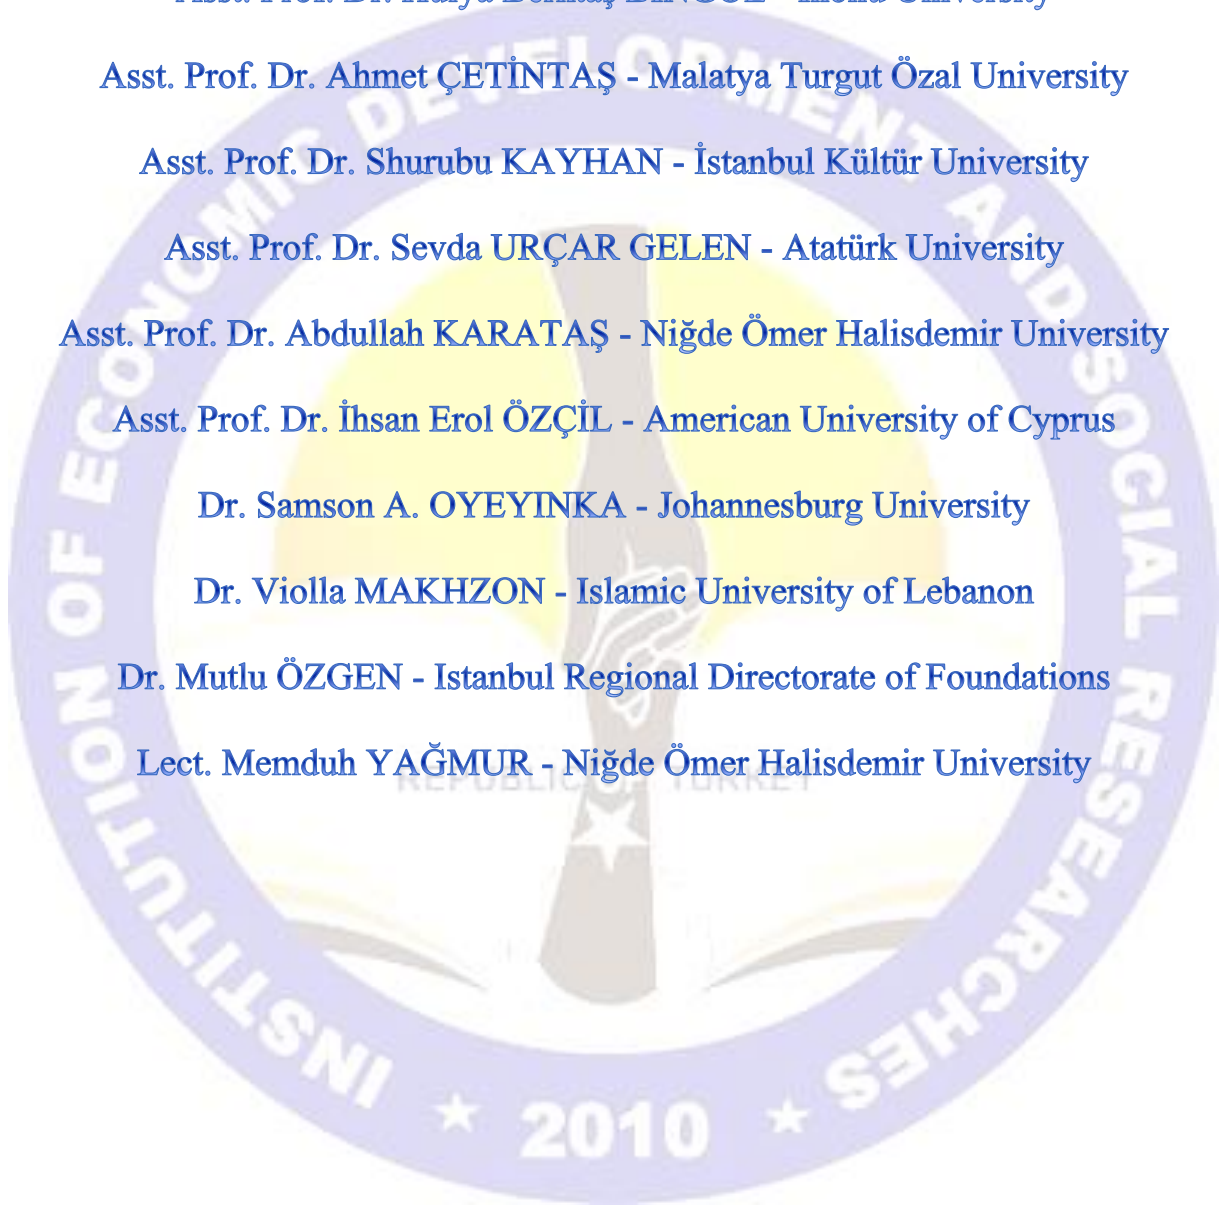 Asst. Prof. Dr. Ahmet ÇETİNTAŞ - Malatya Turgut Özal University
Asst. Prof. Dr. Shurubu KAYHAN - İstanbul Kültür University
Asst. Prof. Dr. Sevda URÇAR GELEN - Atatürk University
Asst. Prof. Dr. Abdullah KARATAŞ - Niğde Ömer Halisdemir University
Asst. Prof. Dr. İhsan Erol ÖZÇİL - American University of Cyprus
Dr. Samson A. OYEYINKA - Johannesburg University
Dr. Violla MAKHZON - Islamic University of Lebanon
Dr. Mutlu ÖZGEN - Istanbul Regional Directorate of Foundations
Lect. Memduh YAĞMUR - Niğde Ömer Halisdemir University
INSTITUTION OF ECONOMIC DEVELOPMENT AND SOCIAL RESEARCHES
2010